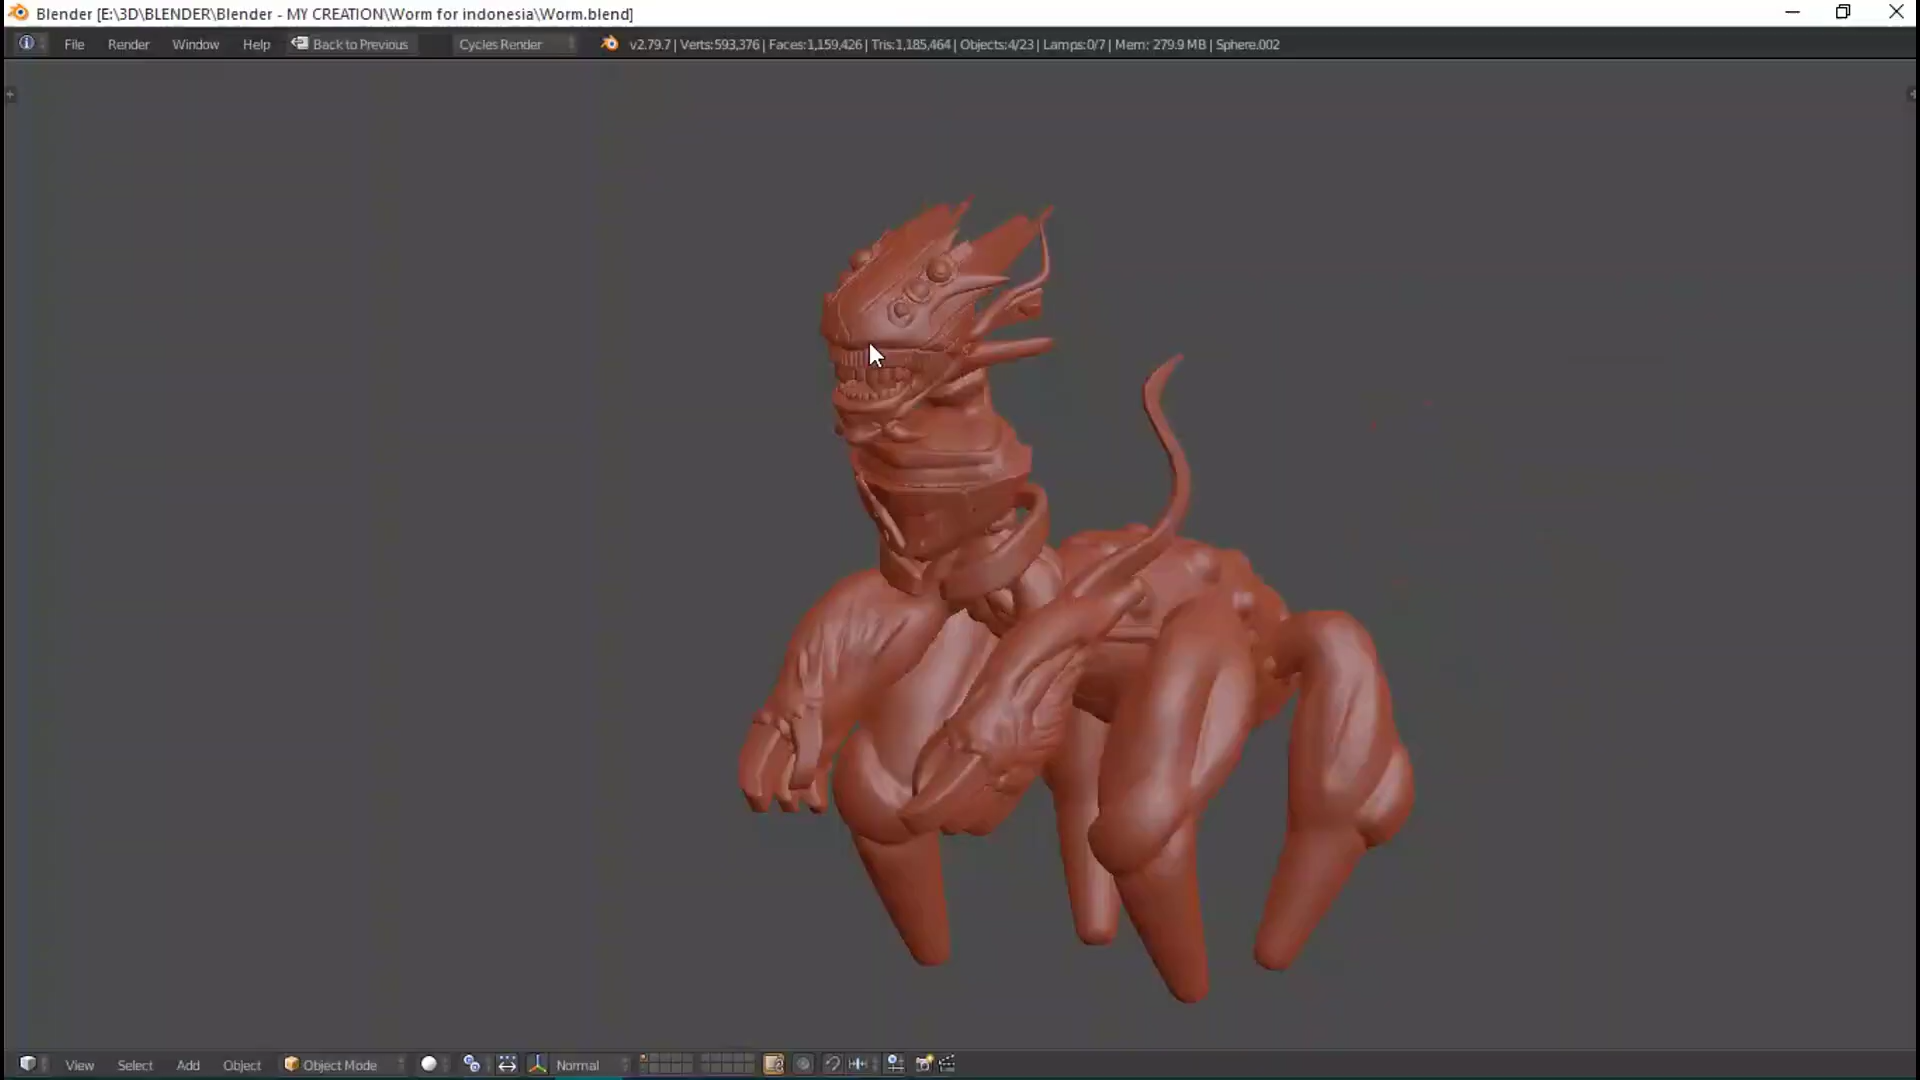 Blender [E:\3D\BLENDER\Blender - MY CREATION\Worm for indonesia\Worm.blend]
File Render Window Help Back to Previous Cycles Render v2.79.7 | Verts:593,376 | Faces:1,159,426 | Tris:1,185,464 | Objects:4/23 | Lamps:0/7 | Mem: 279.9 MB | Sphere.002
View Select Add Object Object Mode Normal